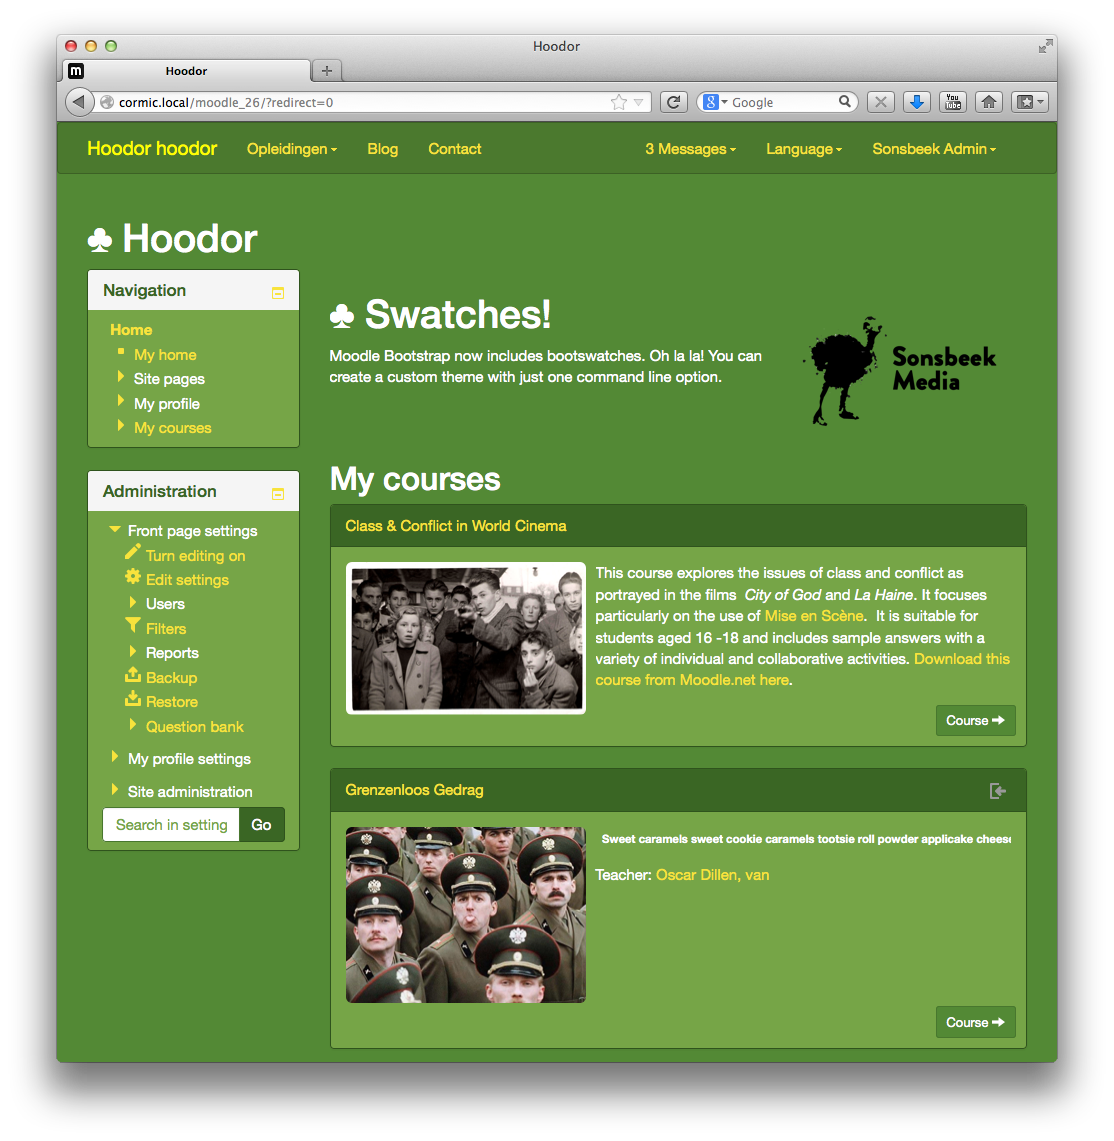 Hoodor
m Hoodor
cormic.local/moodle_26/?redirect=0 8 Google You Tube
Hoodor hoodor Opleidingen Blog Contact 3 Messages Language Sonsbeek Admin
♣ Hoodor
Navigation
Home
My home
Site pages
My profile
My courses
Administration
Front page settings
Turn editing on
Edit settings
Users
Filters
Reports
Backup
Restore
Question bank
My profile settings
Site administration
Search in setting Go
♣ Swatches!
Moodle Bootstrap now includes bootswatches. Oh la la! You can
create a custom theme with just one command line option.
Sonsbeek
Media
My courses
Class & Conflict in World Cinema
This course explores the issues of class and conflict as
portrayed in the films City of God and La Haine. It focuses
particularly on the use of Mise en Scène. It is suitable for
students aged 16 -18 and includes sample answers with a
variety of individual and collaborative activities. Download this
course from Moodle.net here.
Course
Grenzenloos Gedrag
Sweet caramels sweet cookie caramels tootsie roll powder applicake cheese
Teacher: Oscar Dillen, van
Course